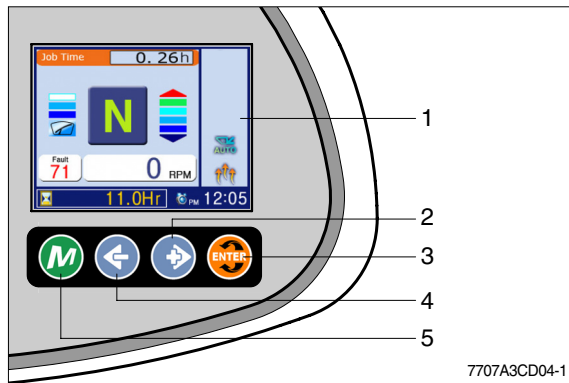 Job Time 0. 26h
N
1
AUTO
Fault
71
0 RPM
11.0Hr PM 12:05
2
M
ENTER
3
4
5
7707A3CD04-1